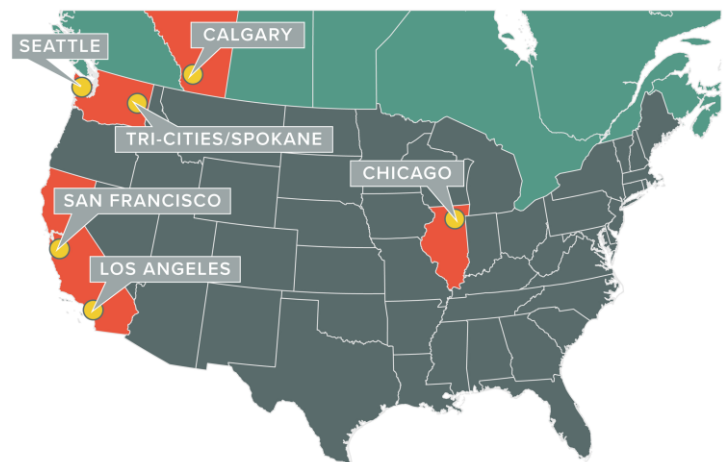 CALGARY
SEATTLE
TRI-CITIES/SPOKANE
CHICAGO
SAN FRANCISCO
LOS ANGELES